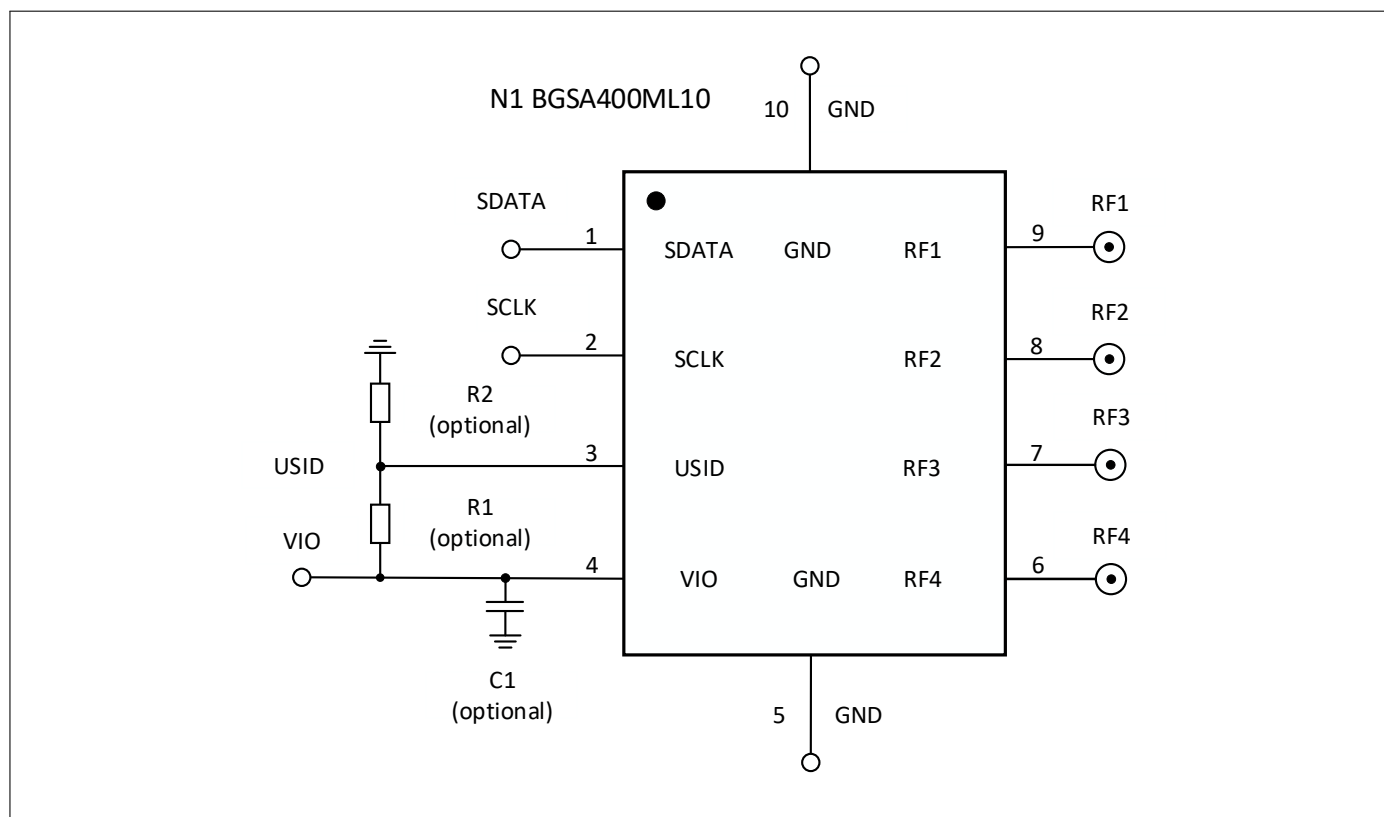 N1 BGSA400ML10
10 GND
SDATA
1
SDATA GND RF1
9
RF1
SCLK
2
SCLK
RF2
8
RF2
R2
(optional)
USID
3
USID
RF3
7
RF3
R1
(optional)
VIO
4
VIO GND RF4
6
RF4
C1
(optional)
5 GND